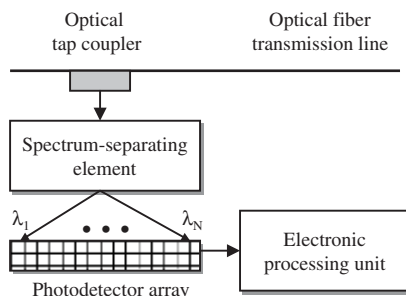 Optical
tap coupler
Optical fiber
transmission line
Spectrum-separating
element
λ1
λN
Electronic
processing unit
Photodetector array